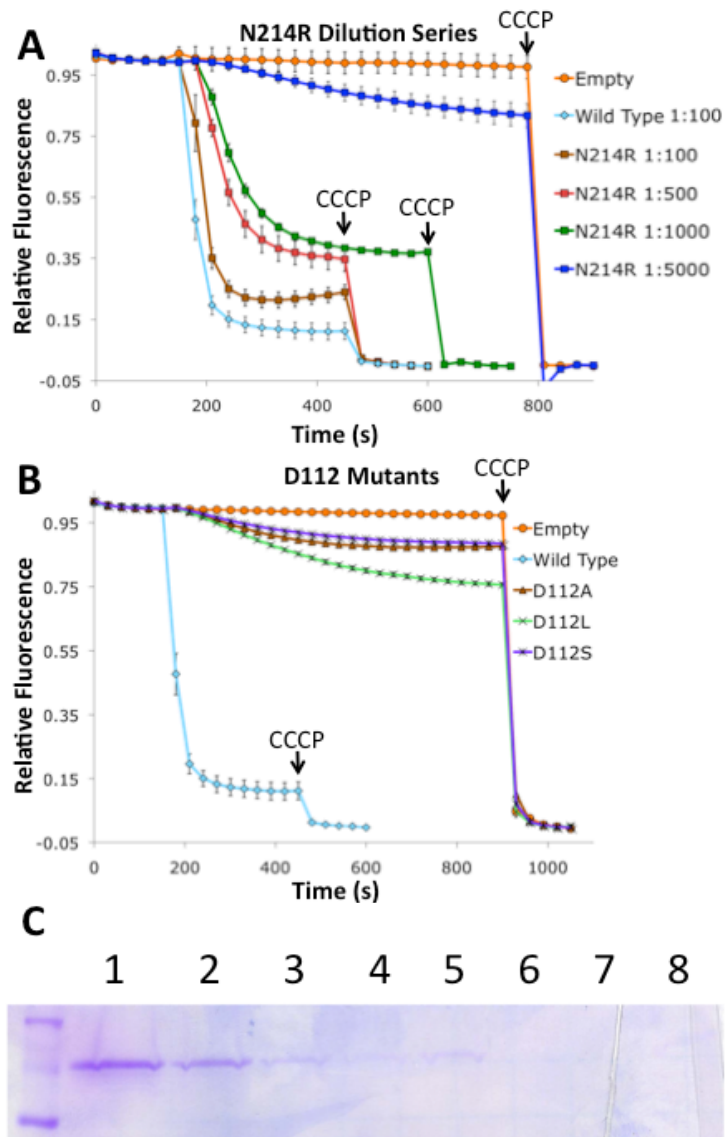 A
N214R Dilution Series
CCCP
0.95
0.75
0.55
0.35
0.15
-0.05
Relative Fluorescence
CCCP
CCCP
Empty
Wild Type 1:100
N214R 1:100
N214R 1:500
N214R 1:1000
N214R 1:5000
0
200
400
600
800
Time (s)
B
D112 Mutants
CCCP
0.95
0.75
0.55
0.35
0.15
-0.05
Relative Fluorescence
CCCP
Empty
Wild Type
D112A
D112L
D112S
0
200
400
600
800
1000
Time (s)
C
1 2 3 4 5 6 7 8